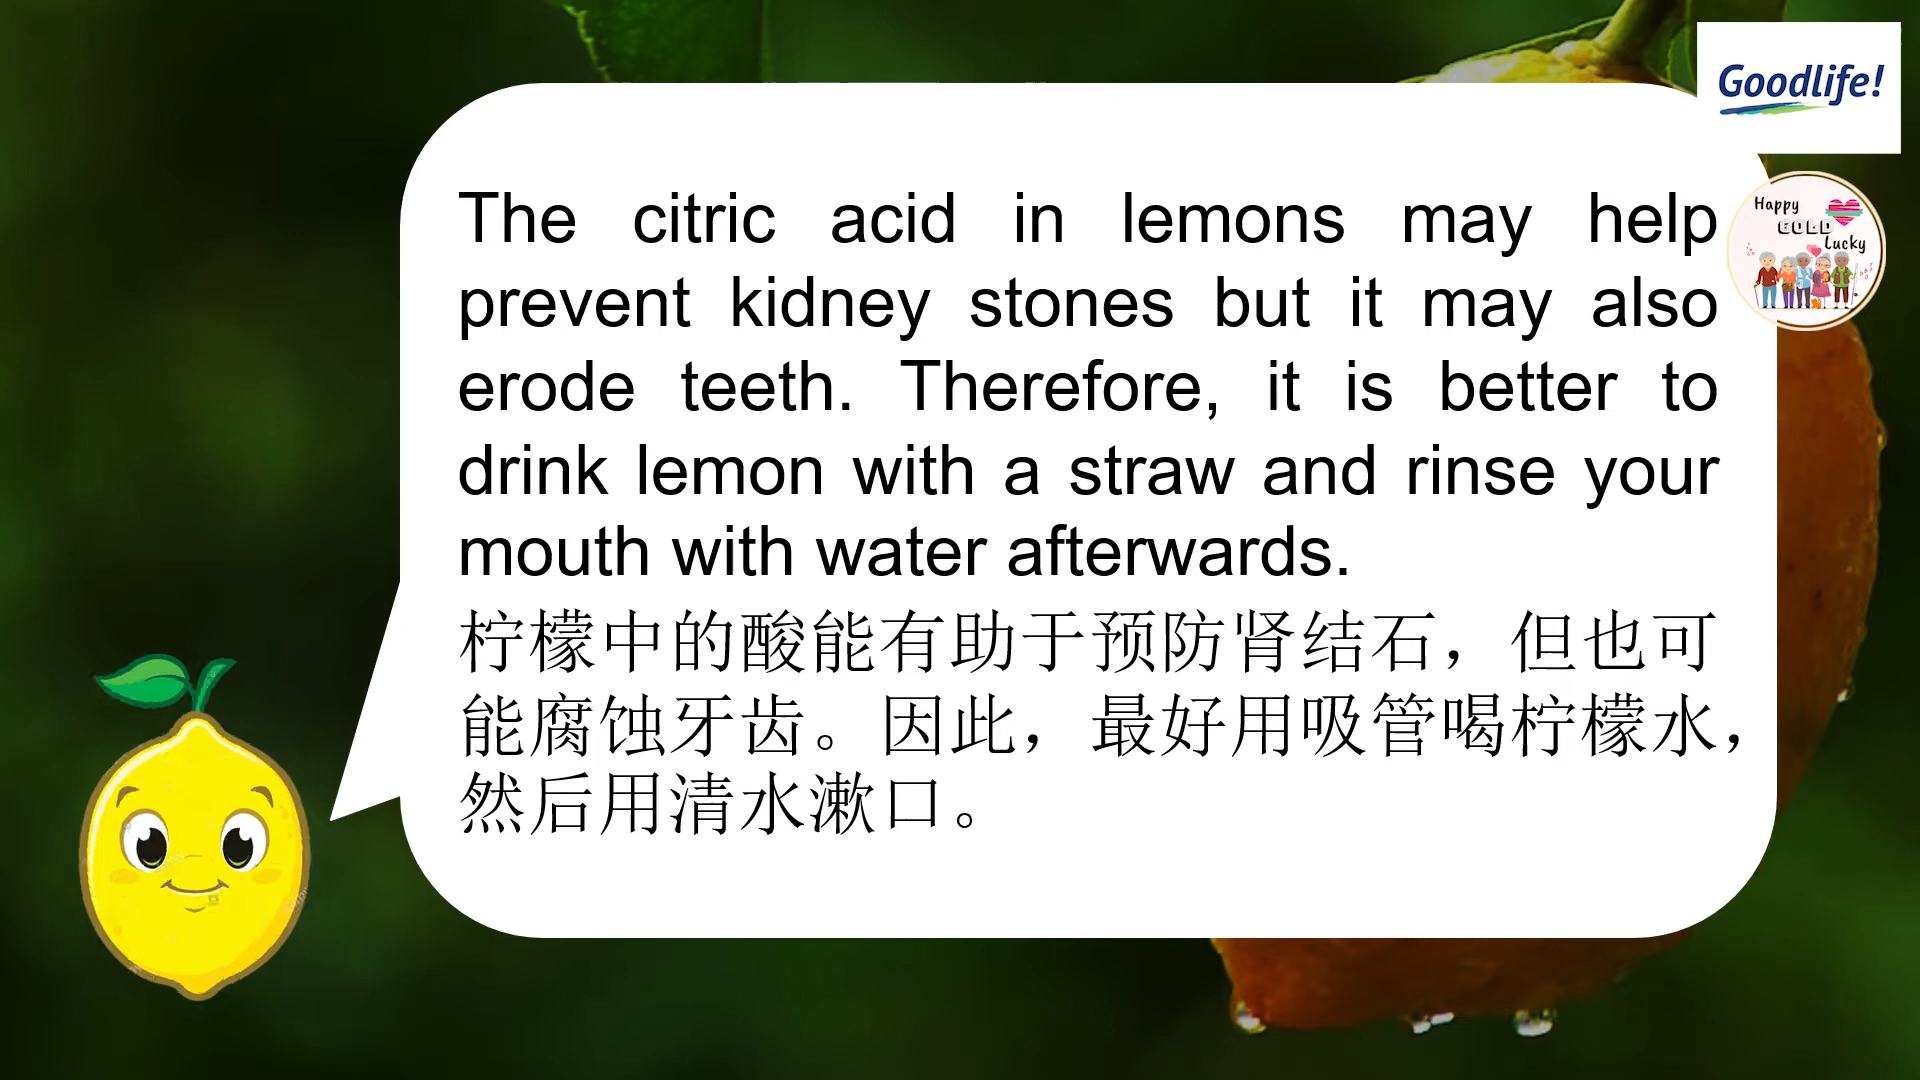 Goodlife!
Happy
GOLD
Lucky
The citric acid in lemons may help
prevent kidney stones but it may also
erode teeth. Therefore, it is better to
drink lemon with a straw and rinse your
mouth with water afterwards.
柠檬中的酸能有助于预防肾结石，但也可
能腐蚀牙齿。因此，最好用吸管喝柠檬水，
然后用清水漱口。